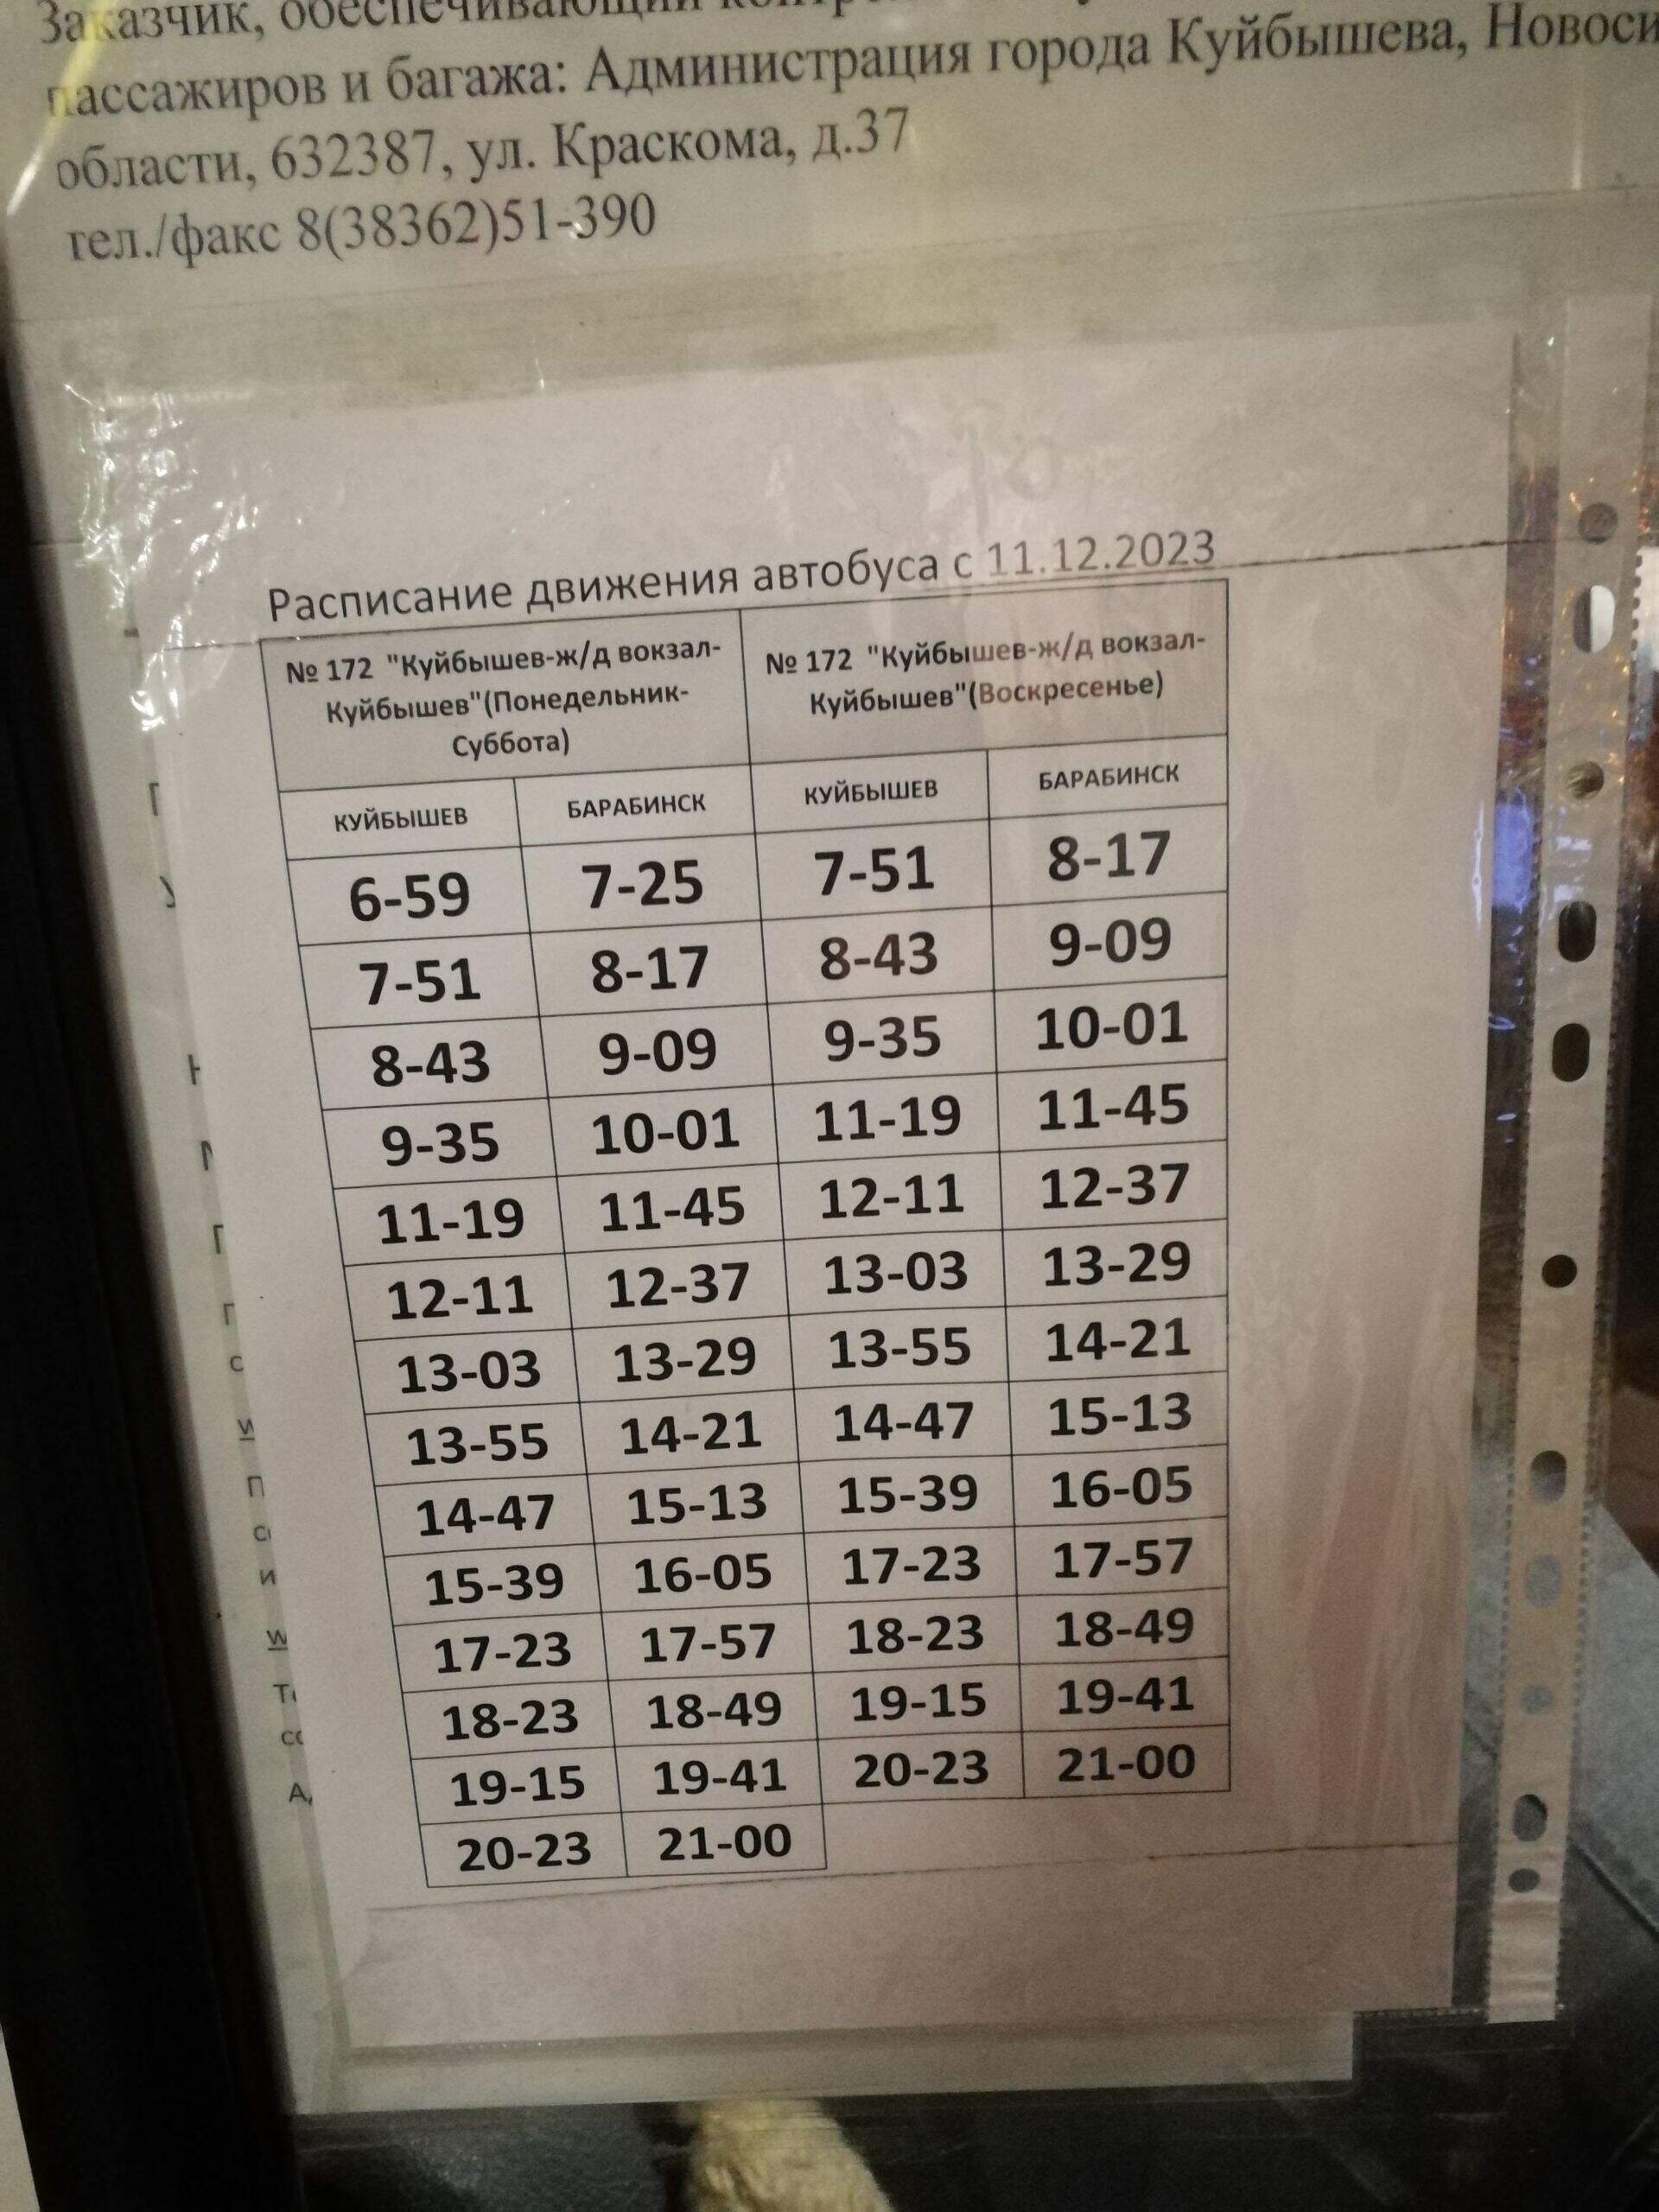 Заказчик, обеспечивающий
пассажиров и багажа: Администрация города Куйбышева,
области, 632387, ул. Краскома, д.37
тел./факс 8(38362)51-390
Расписание движения автобуса с 11.12.2023
№ 172 "Куйбышев-ж/д вокзал-
Куйбышев"(Понедельник-
Суббота)
№ 172 "Куйбышев-ж/д вокзал-
Куйбышев"(Воскресенье)
КУЙБЫШЕВ БАРАБИНСК КУЙБЫШЕВ БАРАБИНСК
6-59 7-25 7-51 8-17
7-51 8-17 8-43 9-09
8-43 9-09 9-35 10-01
9-35 10-01 11-19 11-45
11-19 11-45 12-11 12-37
12-11 12-37 13-03 13-29
13-03 13-29 13-55 14-21
13-55 14-21 14-47 15-13
14-47 15-13 15-39 16-05
15-39 16-05 17-23 17-57
17-23 17-57 18-23 18-49
18-23 18-49 19-15 19-41
19-15 19-41 20-23 21-00
20-23 21-00